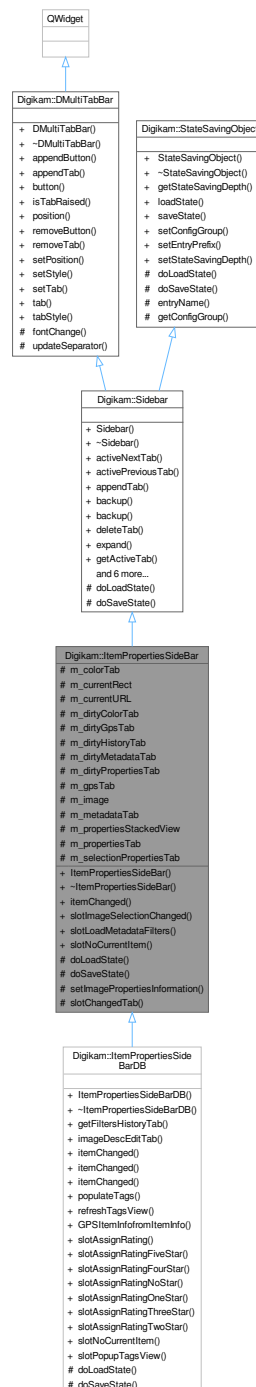 QWidget
Digikam::DMultiTabBar
+ DMultiTabBar()
+ ~DMultiTabBar()
+ appendButton()
+ appendTab()
+ button()
+ isTabRaised()
+ position()
+ removeButton()
+ removeTab()
+ setPosition()
+ setStyle()
+ setTab()
+ tab()
+ tabStyle()
# fontChange()
# updateSeparator()
Digikam::StateSavingObject
+ StateSavingObject()
+ ~StateSavingObject()
+ getStateSavingDepth()
+ loadState()
+ saveState()
+ setConfigGroup()
+ setEntryPrefix()
+ setStateSavingDepth()
# doLoadState()
# doSaveState()
# entryName()
# getConfigGroup()
Digikam::Sidebar
+ Sidebar()
+ ~Sidebar()
+ activeNextTab()
+ activePreviousTab()
+ appendTab()
+ backup()
+ backup()
+ deleteTab()
+ expand()
+ getActiveTab()
and 6 more...
# doLoadState()
# doSaveState()
Digikam::ItemPropertiesSideBar
# m_colorTab
# m_currentRect
# m_currentURL
# m_dirtyColorTab
# m_dirtyGpsTab
# m_dirtyHistoryTab
# m_dirtyMetadataTab
# m_dirtyPropertiesTab
# m_gpsTab
# m_image
# m_metadataTab
# m_propertiesStackedView
# m_propertiesTab
# m_selectionPropertiesTab
+ ItemPropertiesSideBar()
+ ~ItemPropertiesSideBar()
+ itemChanged()
+ slotImageSelectionChanged()
+ slotLoadMetadataFilters()
+ slotNoCurrentItem()
# doLoadState()
# doSaveState()
# setImagePropertiesInformation()
# slotChangedTab()
Digikam::ItemPropertiesSide
BarDB
+ ItemPropertiesSideBarDB()
+ ~ItemPropertiesSideBarDB()
+ getFiltersHistoryTab()
+ imageDescEditTab()
+ itemChanged()
+ itemChanged()
+ itemChanged()
+ populateTags()
+ refreshTagsView()
+ GPSItemInfofromItemInfo()
+ slotAssignRating()
+ slotAssignRatingFiveStar()
+ slotAssignRatingFourStar()
+ slotAssignRatingNoStar()
+ slotAssignRatingOneStar()
+ slotAssignRatingThreeStar()
+ slotAssignRatingTwoStar()
+ slotNoCurrentItem()
+ slotPopupTagsView()
# doLoadState()
# doSaveState()